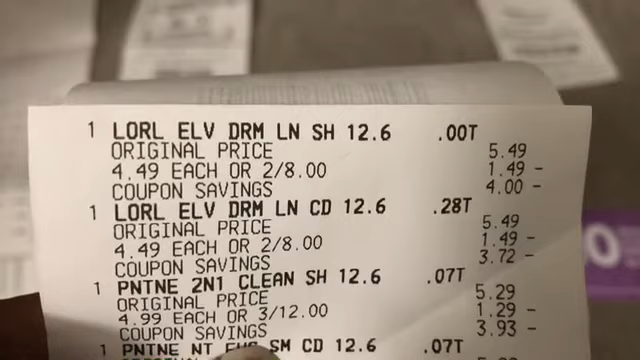 1 LORL ELV DRM LN SH 12.6 .00T
ORIGINAL PRICE 5.49
4.49 EACH OR 2/8.00 1.49 -
COUPON SAVINGS 4.00 -
1 LORL ELV DRM LN CD 12.6 .28T
ORIGINAL PRICE 5.49
4.49 EACH OR 2/8.00 1.49 -
COUPON SAVINGS 3.72 -
1 PNTNE 2N1 CLEAN SH 12.6 .07T
ORIGINAL PRICE 5.29
4.99 EACH OR 3/12.00 1.29 -
COUPON SAVINGS 3.93 -
1 PNTNE NT SM CD 12.6 .07T